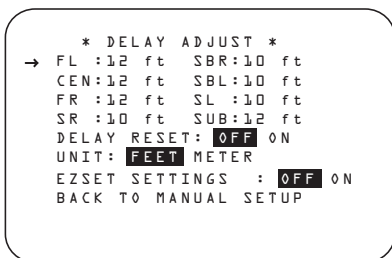 * DELAY ADJUST *
→ FL :12 ft SBR:10 ft
CEN:12 ft SBL:10 ft
FR :12 ft SL :10 ft
SR :10 ft SUB:12 ft
DELAY RESET: OFF ON
UNIT: FEET METER
EZSET SETTINGS : OFF ON
BACK TO MANUAL SETUP